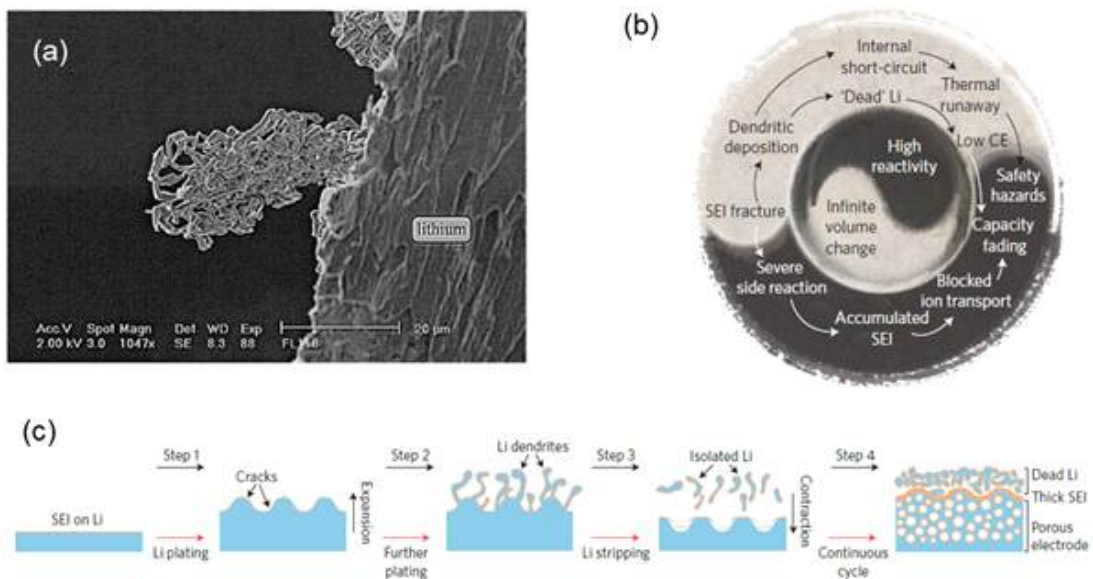 (a)
lithium
Acc.V Spot Magn Det WD Exp
2.00 kV 3.0 1047x SE 8.3 88 FL116
20 μm
(b)
Internal
short-circuit
Thermal
runaway
'Dead' Li
Dendritic
deposition
Low CE
High
reactivity
Safety
hazards
SEI fracture
Infinite
volume
change
Capacity
fading
Severe
side reaction
Blocked
ion transport
Accumulated
SEI
(c)
Step 1
Step 2
Li dendrites
Step 3
Isolated Li
Step 4
Cracks
Dead Li
Thick SEI
SEI on Li
Expansion
Contraction
Porous
electrode
Li plating
Further
plating
Li stripping
Continuous
cycle